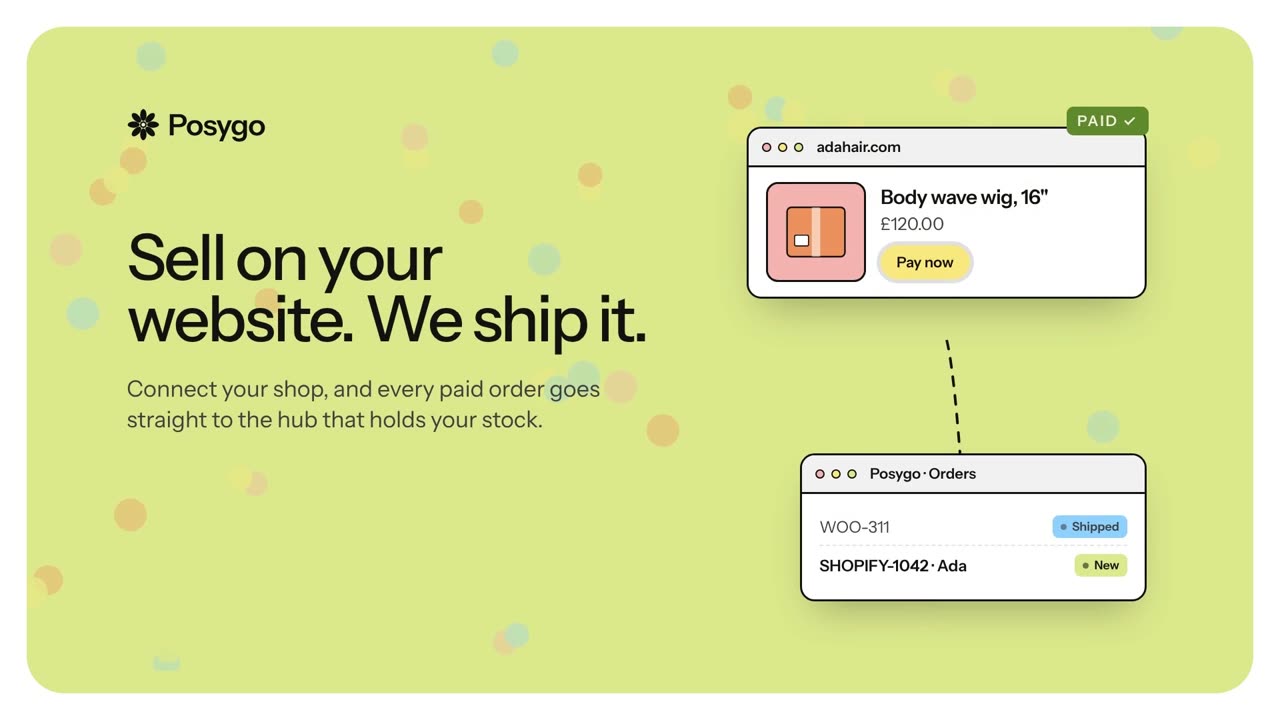 Posygo
Sell on your
website. We ship it.
Connect your shop, and every paid order goes
straight to the hub that holds your stock.
PAID ✓
adahair.com
Body wave wig, 16"
£120.00
Pay now
Posygo · Orders
WOO-311
Shipped
SHOPIFY-1042 · Ada
New